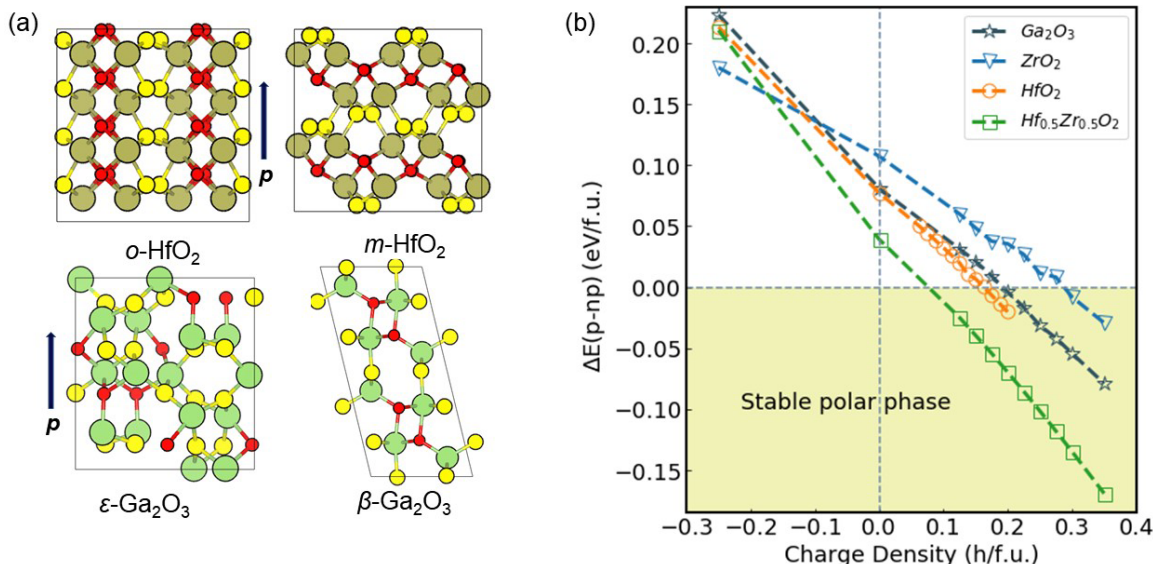 (a)
p
o-HfO₂
m-HfO₂
p
ε-Ga₂O₃
β-Ga₂O₃
(b)
ΔE(p-np) (eV/f.u.)
0.20
0.15
0.10
0.05
0.00
−0.05
−0.10
−0.15
Ga₂O₃
ZrO₂
HfO₂
Hf₀.₅Zr₀.₅O₂
Stable polar phase
−0.3 −0.2 −0.1 0.0 0.1 0.2 0.3 0.4
Charge Density (h/f.u.)